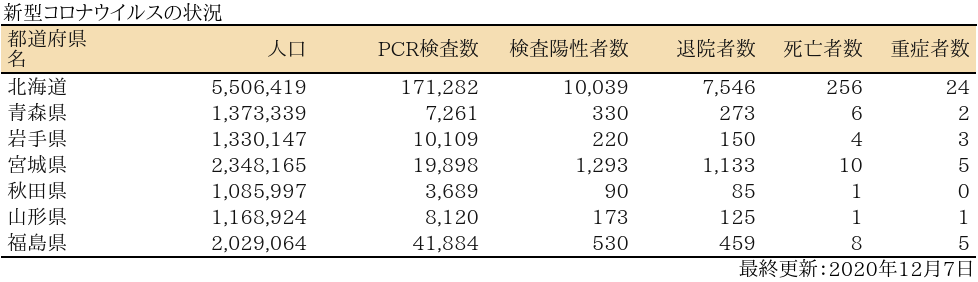 新型コロナウイルスの状況
都道府県名 人口 PCR検査数 検査陽性者数 退院者数 死亡者数 重症者数
北海道 5,506,419 171,282 10,039 7,546 256 24
青森県 1,373,339 7,261 330 273 6 2
岩手県 1,330,147 10,109 220 150 4 3
宮城県 2,348,165 19,898 1,293 1,133 10 5
秋田県 1,085,997 3,689 90 85 1 0
山形県 1,168,924 8,120 173 125 1 1
福島県 2,029,064 41,884 530 459 8 5
最終更新：2020年12月7日